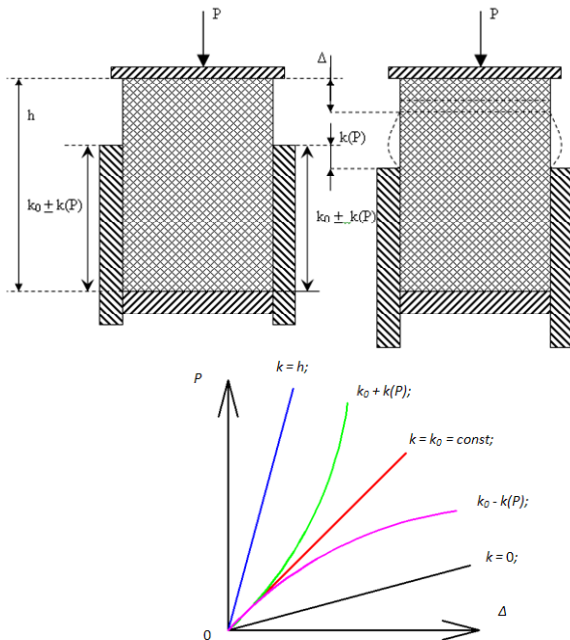 P
h
k₀ ± k(P)
k₀ ± k(P)
P
Δ
k(P)
P
k = h;
k₀ + k(P);
k = k₀ = const;
k₀ - k(P);
k = 0;
0
Δ